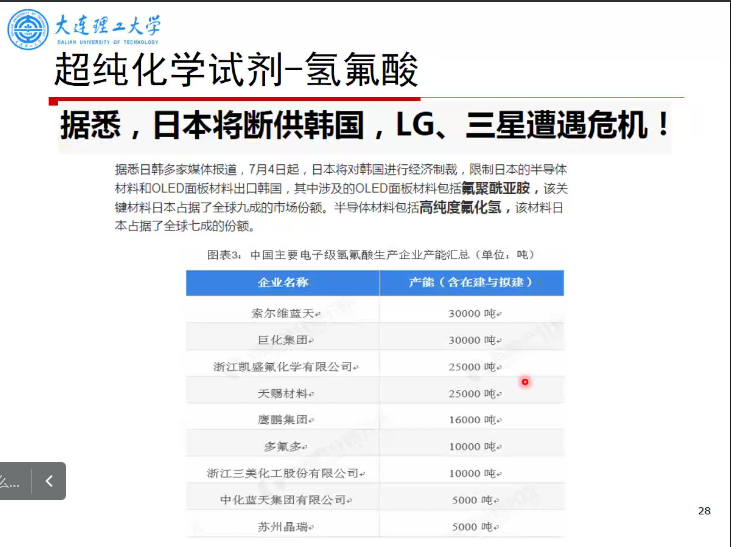 大连理工大学
DALIAN UNIVERSITY OF TECHNOLOGY
超纯化学试剂-氢氟酸
据悉，日本将断供韩国，LG、三星遭遇危机！
据悉日韩多家媒体报道，7月4日起，日本将对韩国进行经济制裁，限制日本的半导体
材料和OLED面板材料出口韩国，其中涉及的OLED面板材料包括氟聚酰亚胺，该关
键材料日本占据了全球九成的市场份额。半导体材料包括高纯度氟化氢，该材料日
本占据了全球七成的份额。
图表3：中国主要电子级氢氟酸生产企业产能汇总（单位：吨）
企业名称 产能（含在建与拟建）
索尔维蓝天 30000 吨
巨化集团 30000 吨
浙江凯盛氟化学有限公司 25000 吨
天赐材料 25000 吨
鹰鹏集团 16000 吨
多氟多 10000 吨
浙江三美化工股份有限公司 10000 吨
中化蓝天集团有限公司 5000 吨
苏州晶瑞 5000 吨
么...
28